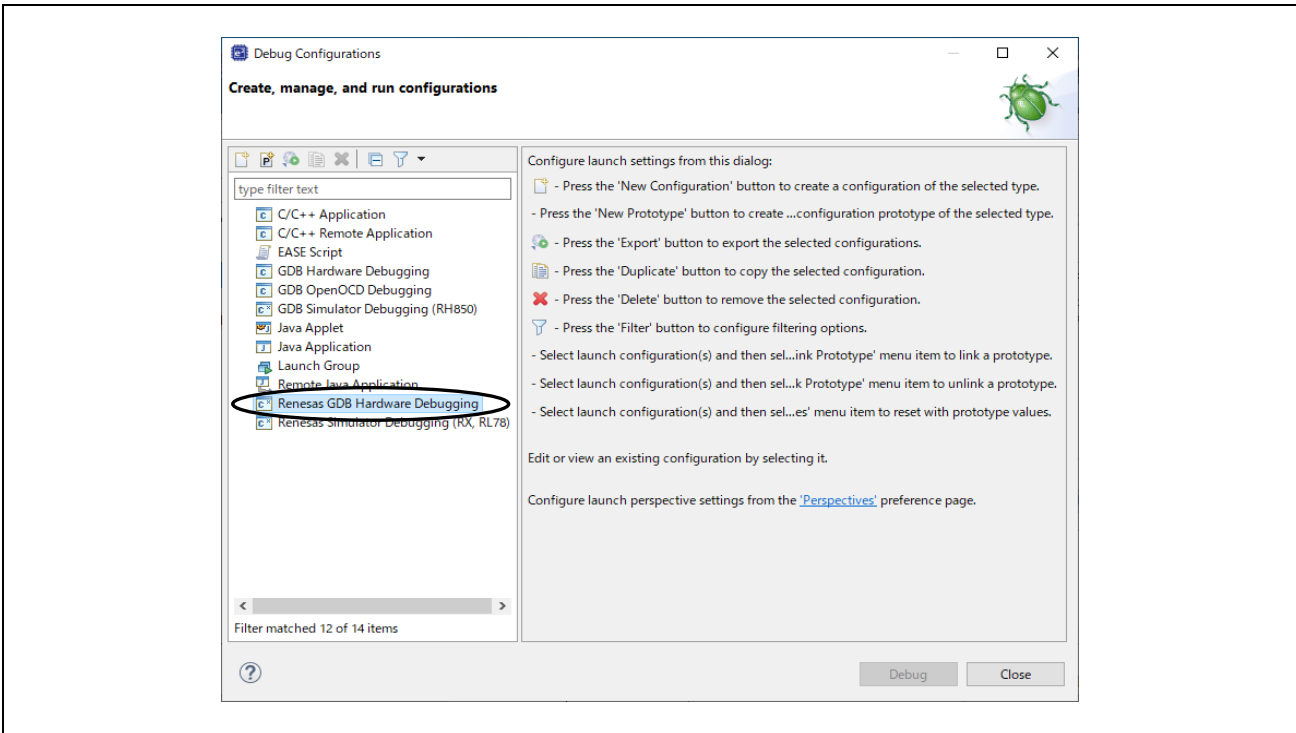 Debug Configurations
Create, manage, and run configurations
type filter text
C/C++ Application
C/C++ Remote Application
EASE Script
GDB Hardware Debugging
GDB OpenOCD Debugging
GDB Simulator Debugging (RH850)
Java Applet
Java Application
Launch Group
Remote Java Application
Renesas GDB Hardware Debugging
Renesas Simulator Debugging (RX, RL78)
Filter matched 12 of 14 items
Configure launch settings from this dialog:
- Press the 'New Configuration' button to create a configuration of the selected type.
- Press the 'New Prototype' button to create ...configuration prototype of the selected type.
- Press the 'Export' button to export the selected configurations.
- Press the 'Duplicate' button to copy the selected configuration.
- Press the 'Delete' button to remove the selected configuration.
- Press the 'Filter' button to configure filtering options.
- Select launch configuration(s) and then sel...ink Prototype' menu item to link a prototype.
- Select launch configuration(s) and then sel...k Prototype' menu item to unlink a prototype.
- Select launch configuration(s) and then sel...es' menu item to reset with prototype values.
Edit or view an existing configuration by selecting it.
Configure launch perspective settings from the 'Perspectives' preference page.
Debug
Close